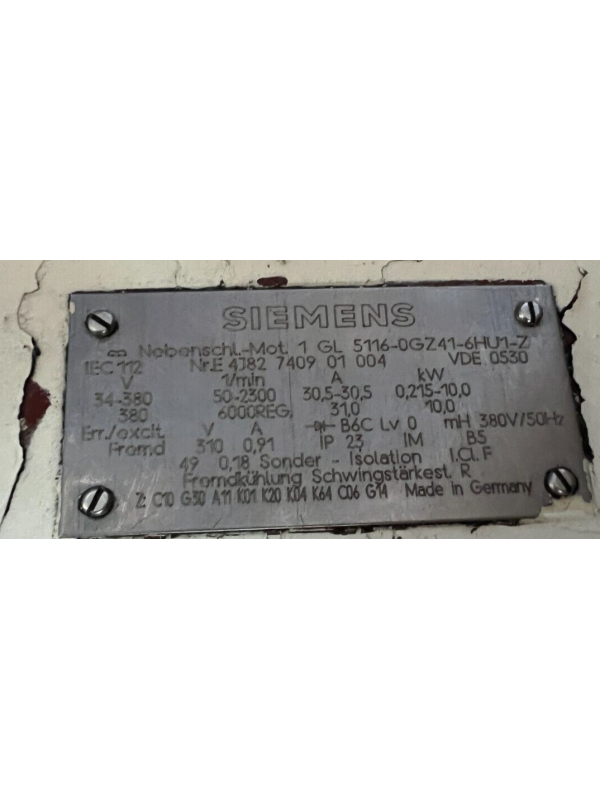 SIEMENS
Nebenschl.-Mot. 1 GL 5116-0GZ41-6HU1-Z
IEC 112 Nr.E 4J82 7409 01 004 VDE 0530
V 1/min A kW
34-380 50-2300 30,5-30,5 0,215-10,0
380 6000REG. 31,0 10,0
Err./excit. V A B6C Lv 0 mH 380V/50Hz
Fremd 310 0,91 IP 23 IM B5
49 0,18 Sonder - Isolation I.Cl. F
Fremdkühlung Schwingstärkest. R
Z: C10 G30 A11 K01 K20 K04 K64 C06 G14 Made in Germany